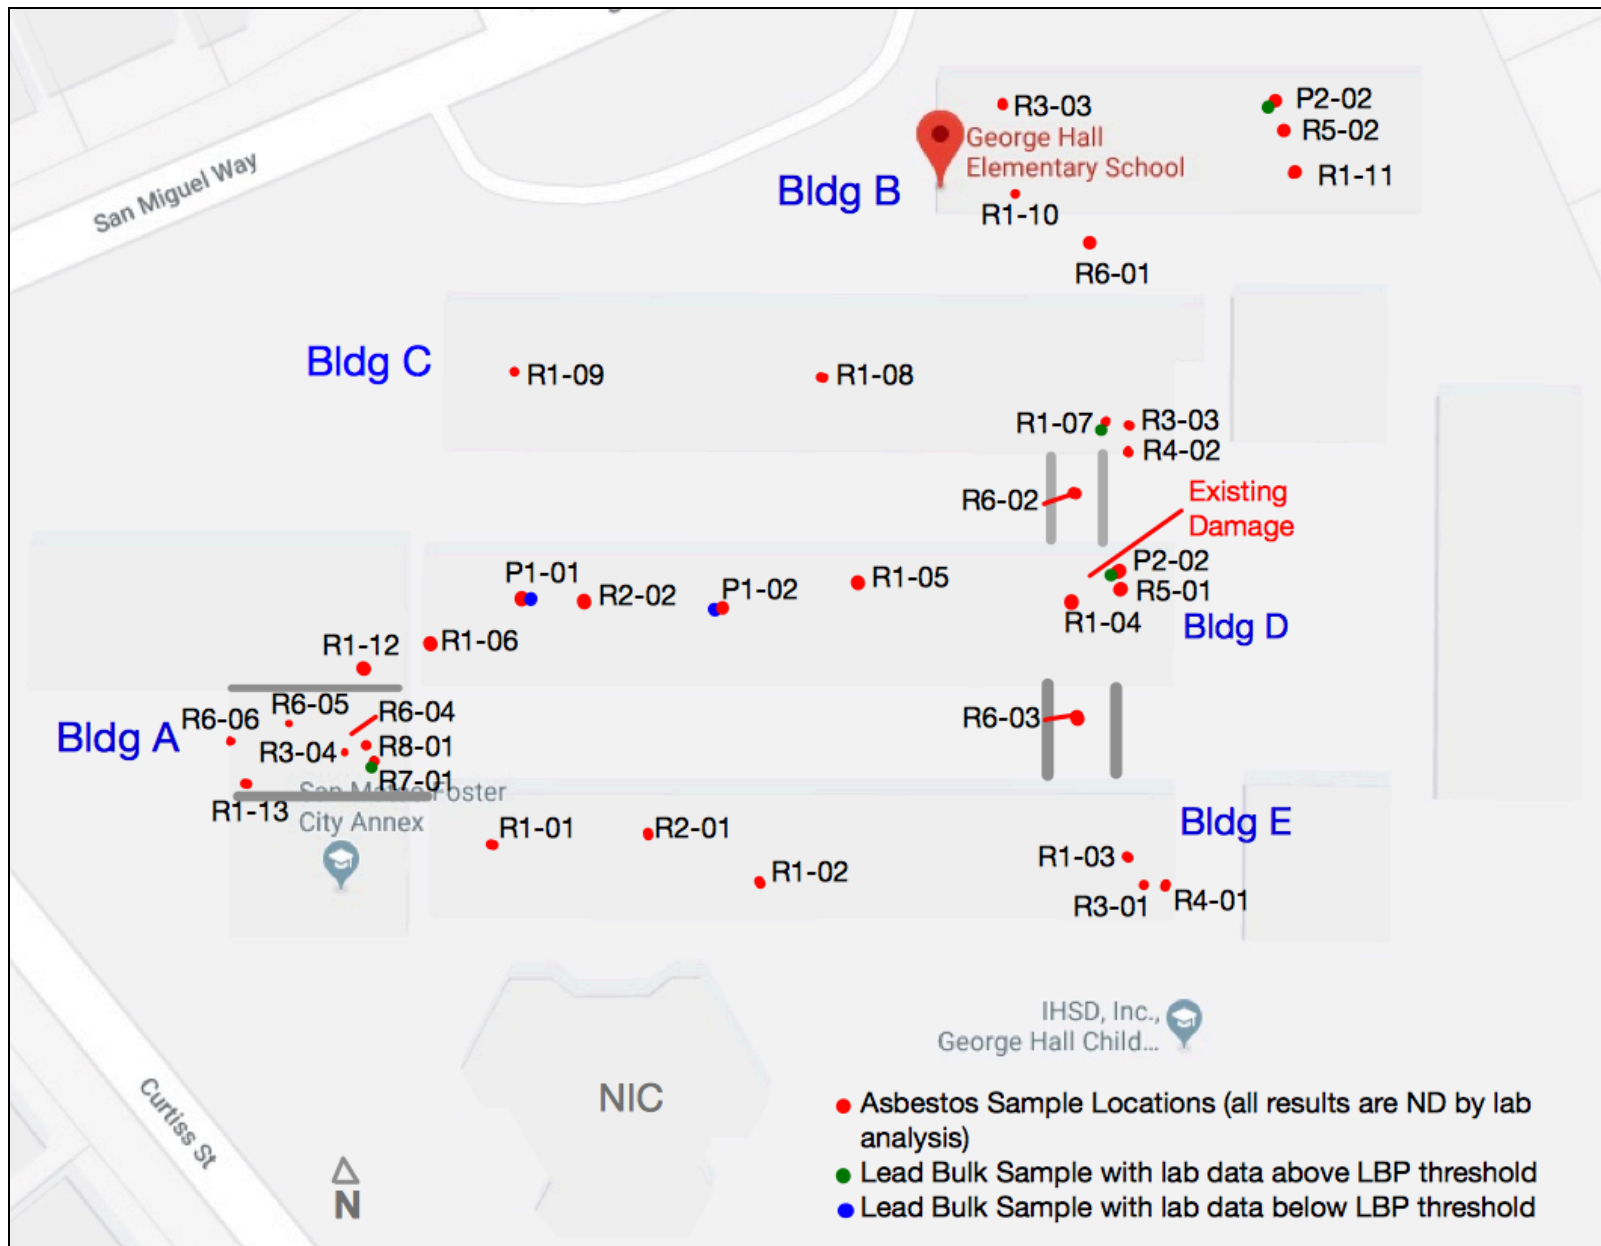 R3-03
P2-02
George Hall
Elementary School
R5-02
R1-11
San Miguel Way
Bldg B
R1-10
R6-01
Bldg C
R1-09
R1-08
R1-07
R3-03
R4-02
R6-02
Existing
Damage
P1-01
R2-02
P1-02
R1-05
P2-02
R5-01
R1-04
Bldg D
R1-12
R1-06
R6-05
R6-04
R6-06
R6-03
Bldg A
R3-04
R8-01
R7-01
San Mateo Foster
City Annex
R1-13
R1-01
R2-01
Bldg E
R1-02
R1-03
R3-01
R4-01
IHSD, Inc.,
George Hall Child...
NIC
Curtiss St
N
Asbestos Sample Locations (all results are ND by lab
analysis)
Lead Bulk Sample with lab data above LBP threshold
Lead Bulk Sample with lab data below LBP threshold